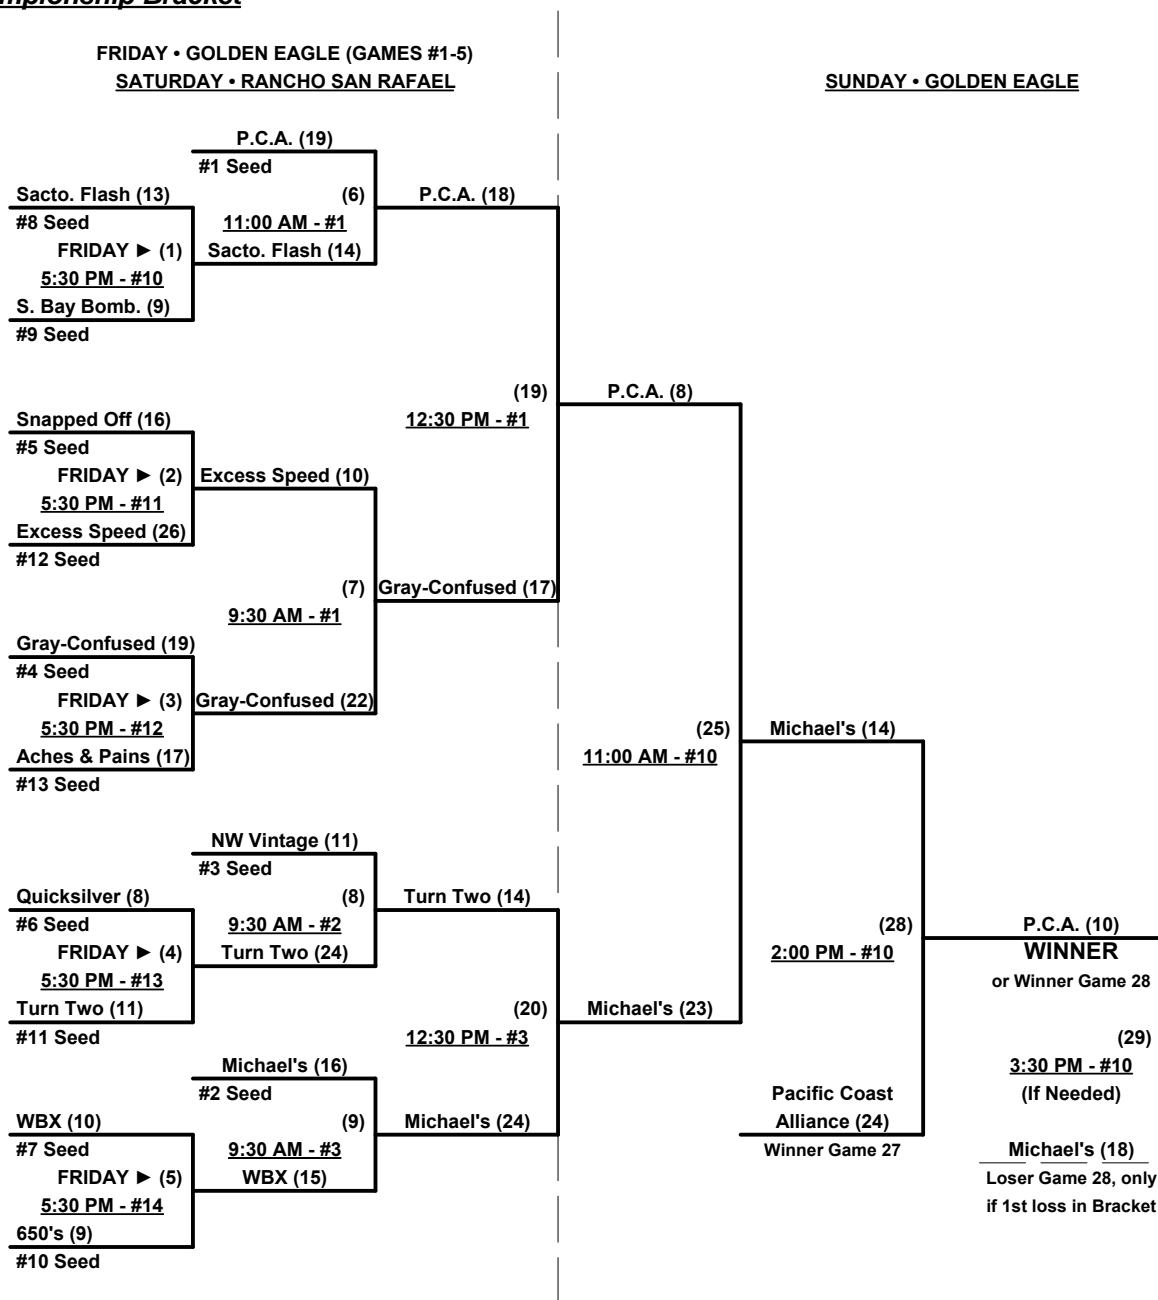 FRIDAY • GOLDEN EAGLE (GAMES #1-5)
SATURDAY • RANCHO SAN RAFAEL
SUNDAY • GOLDEN EAGLE
P.C.A. (19)
#1 Seed
Sacto. Flash (13)
(6)
P.C.A. (18)
#8 Seed
11:00 AM - #1
FRIDAY ► (1)
Sacto. Flash (14)
5:30 PM - #10
S. Bay Bomb. (9)
#9 Seed
(19)
P.C.A. (8)
Snapped Off (16)
12:30 PM - #1
#5 Seed
FRIDAY ► (2)
Excess Speed (10)
5:30 PM - #11
Excess Speed (26)
#12 Seed
(7)
Gray-Confused (17)
9:30 AM - #1
Gray-Confused (19)
#4 Seed
FRIDAY ► (3)
Gray-Confused (22)
5:30 PM - #12
(25)
Michael's (14)
Aches & Pains (17)
11:00 AM - #10
#13 Seed
NW Vintage (11)
#3 Seed
Quicksilver (8)
(8)
Turn Two (14)
#6 Seed
9:30 AM - #2
(28)
P.C.A. (10)
FRIDAY ► (4)
Turn Two (24)
2:00 PM - #10
WINNER
5:30 PM - #13
or Winner Game 28
Turn Two (11)
(20)
Michael's (23)
#11 Seed
12:30 PM - #3
(29)
Michael's (16)
3:30 PM - #10
#2 Seed
Pacific Coast
(If Needed)
WBX (10)
(9)
Michael's (24)
Alliance (24)
#7 Seed
9:30 AM - #3
Winner Game 27
Michael's (18)
FRIDAY ► (5)
WBX (15)
Loser Game 28, only
5:30 PM - #14
if 1st loss in Bracket
650's (9)
#10 Seed